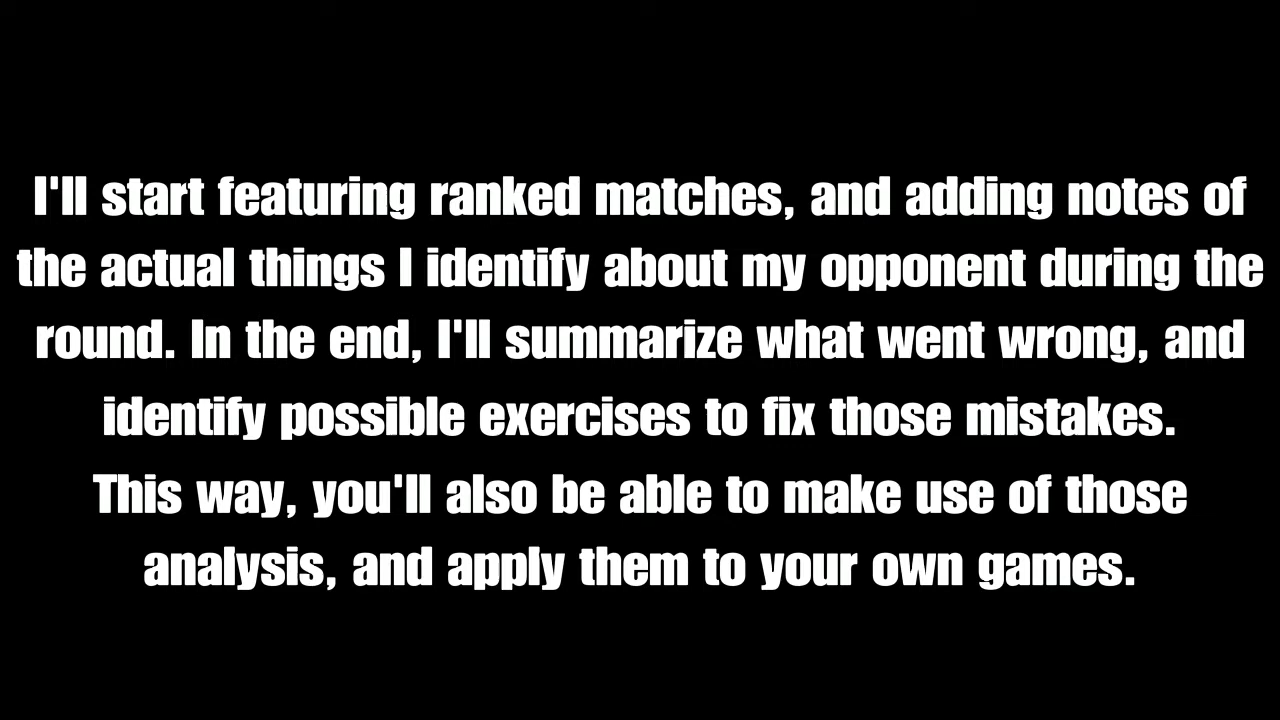 I'll start featuring ranked matches, and adding notes of
the actual things I identify about my opponent during the
round. In the end, I'll summarize what went wrong, and
identify possible exercises to fix those mistakes.
This way, you'll also be able to make use of those
analysis, and apply them to your own games.